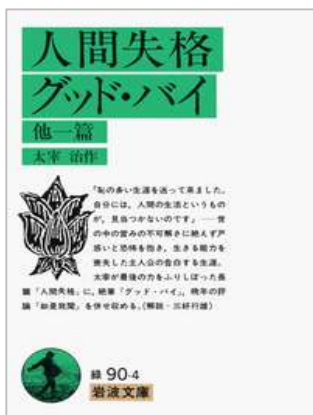 人間失格
グッド・バイ
他一篇
太宰 治作
「恥の多い生涯を送って来ました。
自分には、人間の生活というもの
が、見当つかないのです」――世
の中の営みの不可解さに絶えず戸
惑いと恐怖を抱き、生きる能力を
喪失した主人公の告白する生涯。
太宰が最後の力をふりしぼった長
篇『人間失格』に、絶筆『グッド・バイ』、晩年の評
論『如是我聞』を併せ収める。(解説=三好行雄)
緑 90-4
岩波文庫